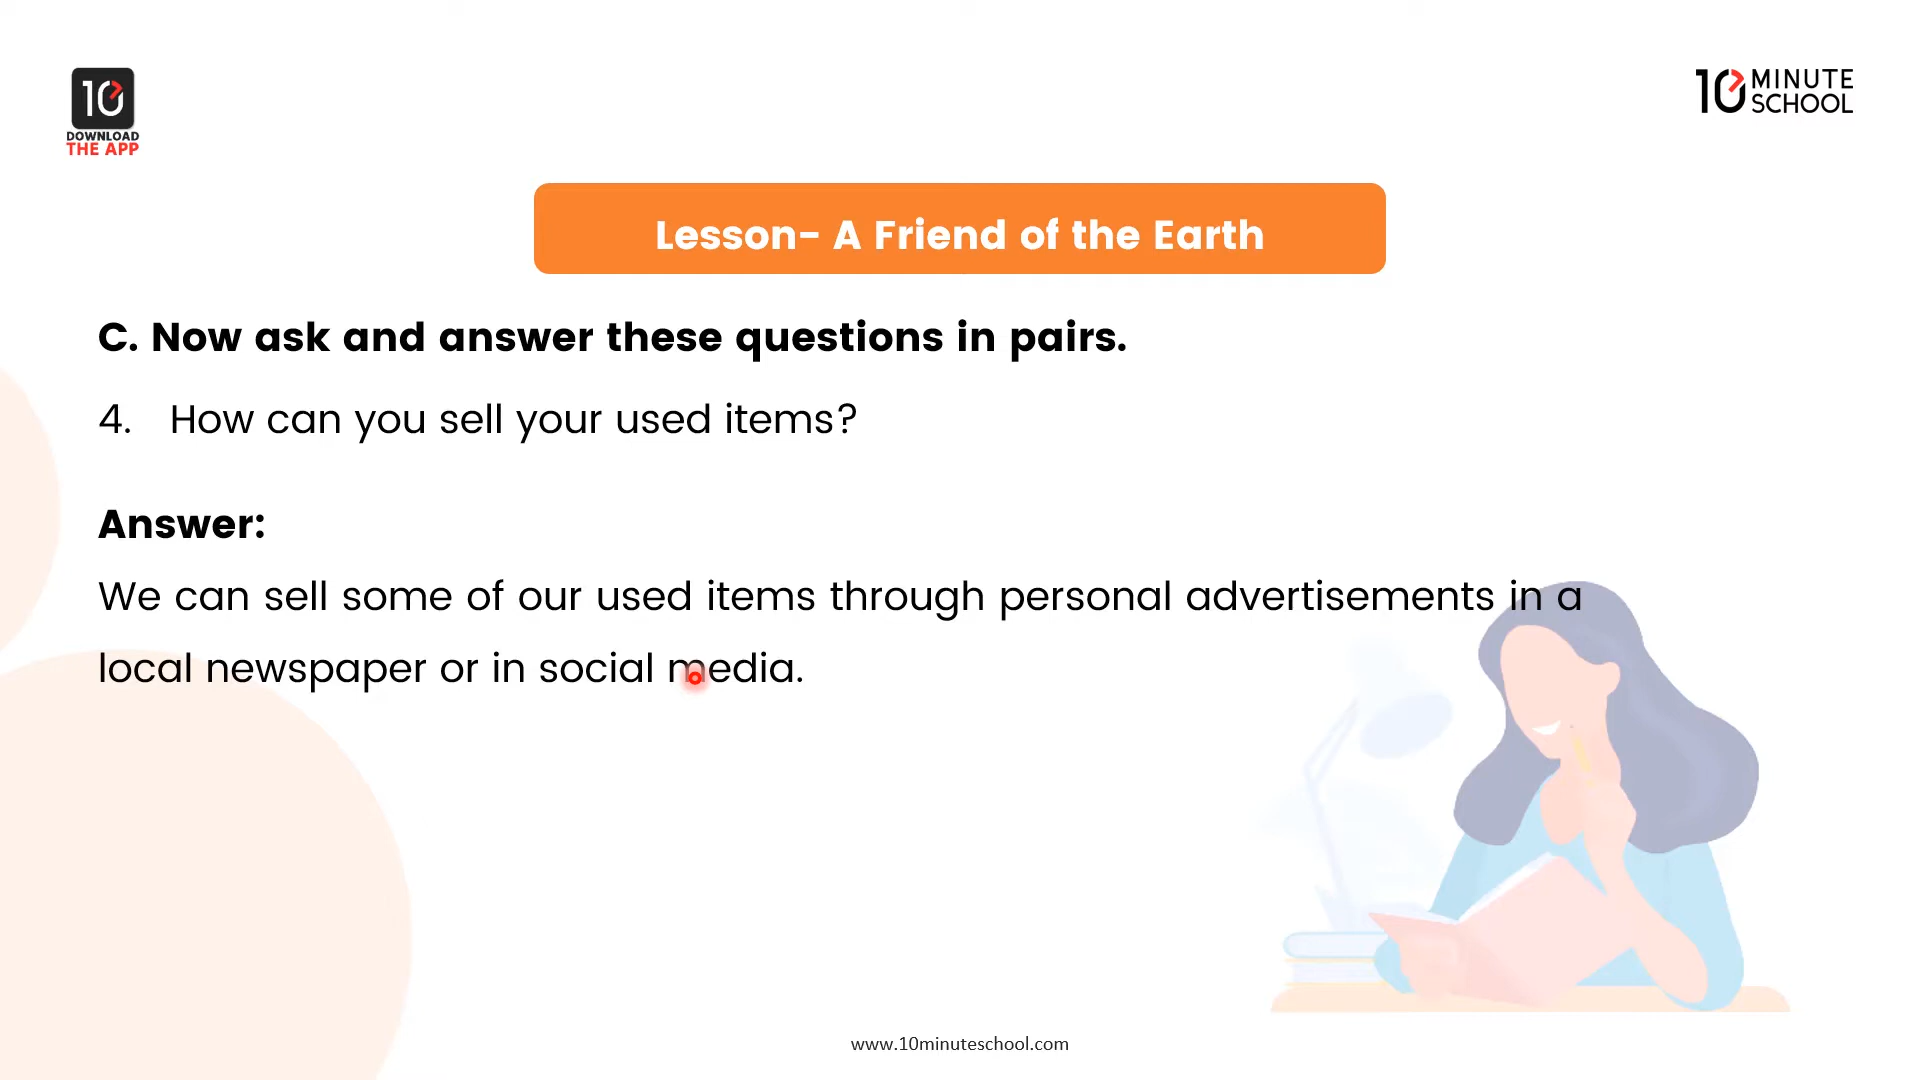 10
DOWNLOAD
THE APP
10 MINUTE
SCHOOL
Lesson- A Friend of the Earth
C. Now ask and answer these questions in pairs.
4. How can you sell your used items?
Answer:
We can sell some of our used items through personal advertisements in a
local newspaper or in social media.
www.10minuteschool.com